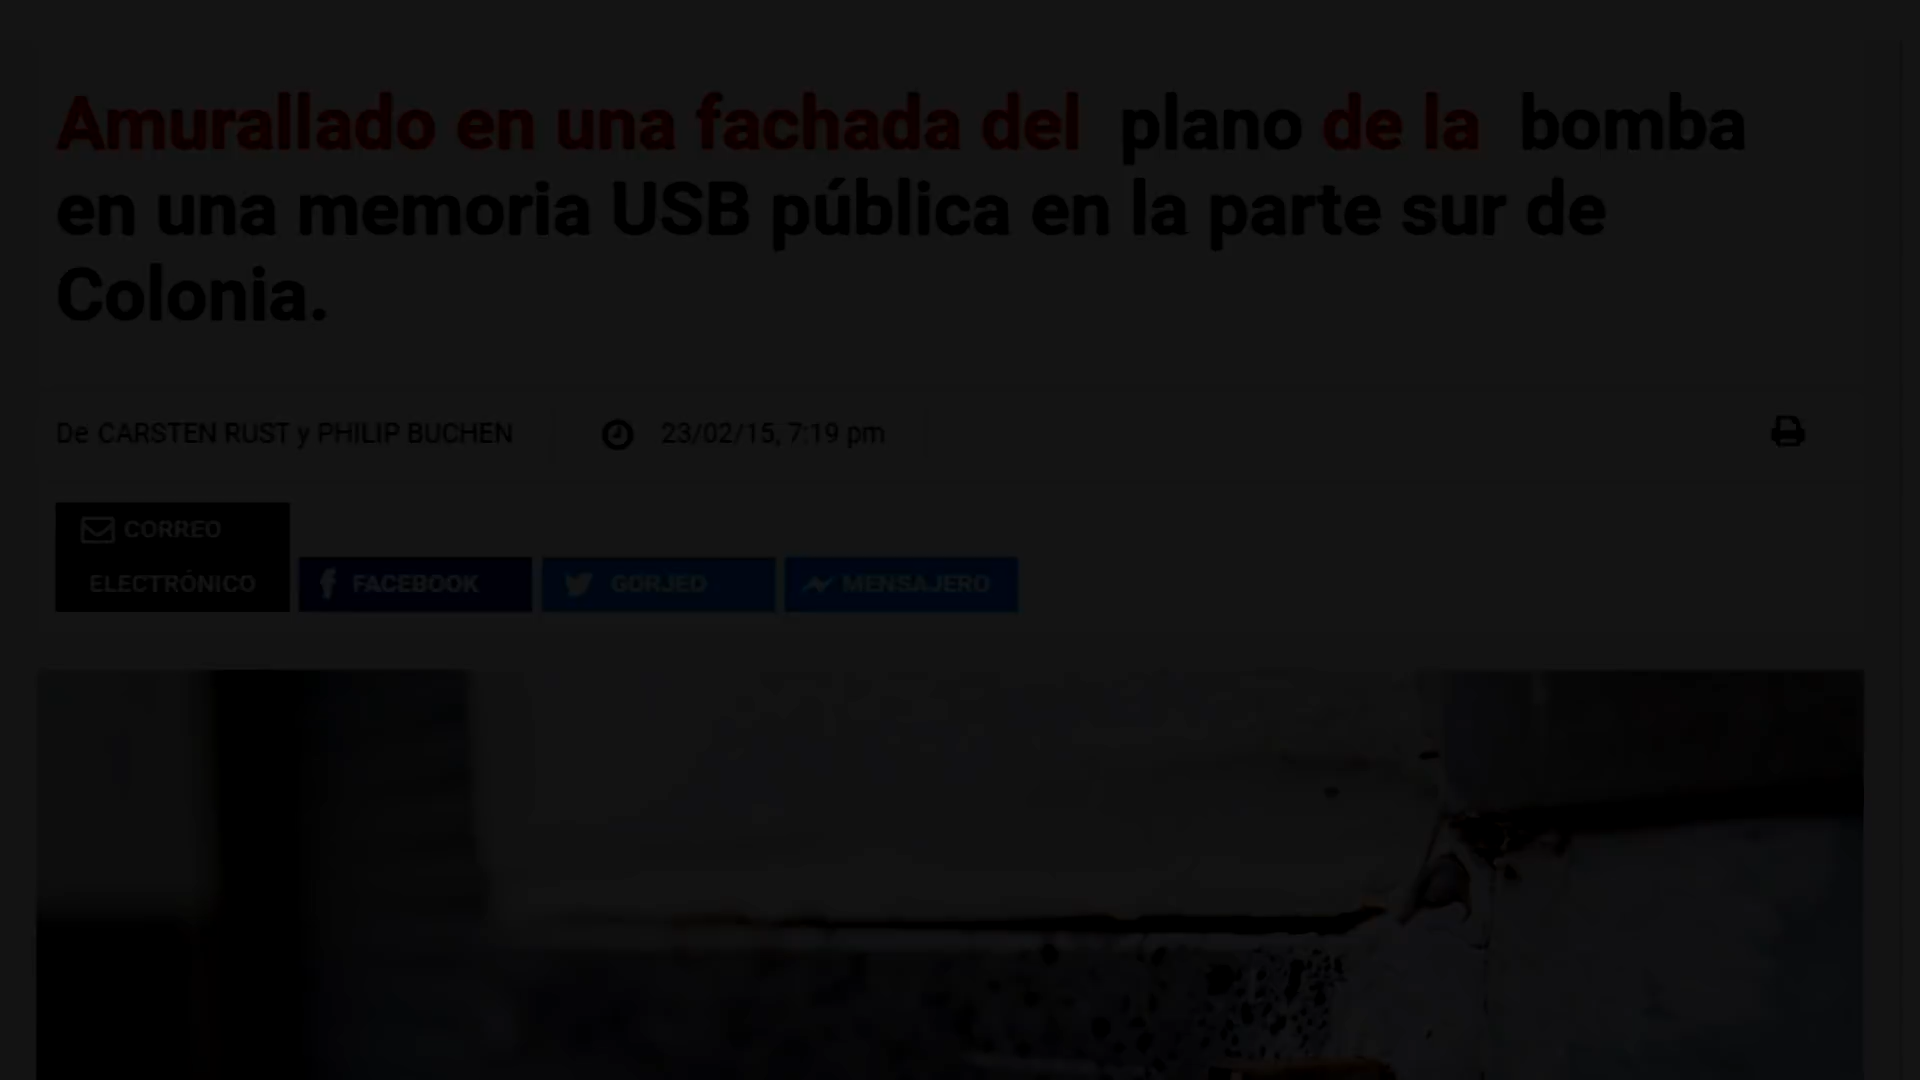 Amurallado en una fachada del plano de la bomba
en una memoria USB pública en la parte sur de
Colonia.
De CARSTEN RUST y PHILIP BUCHEN 23/02/15, 7:19 pm
CORREO
ELECTRÓNICO FACEBOOK GORJEO MENSAJERO